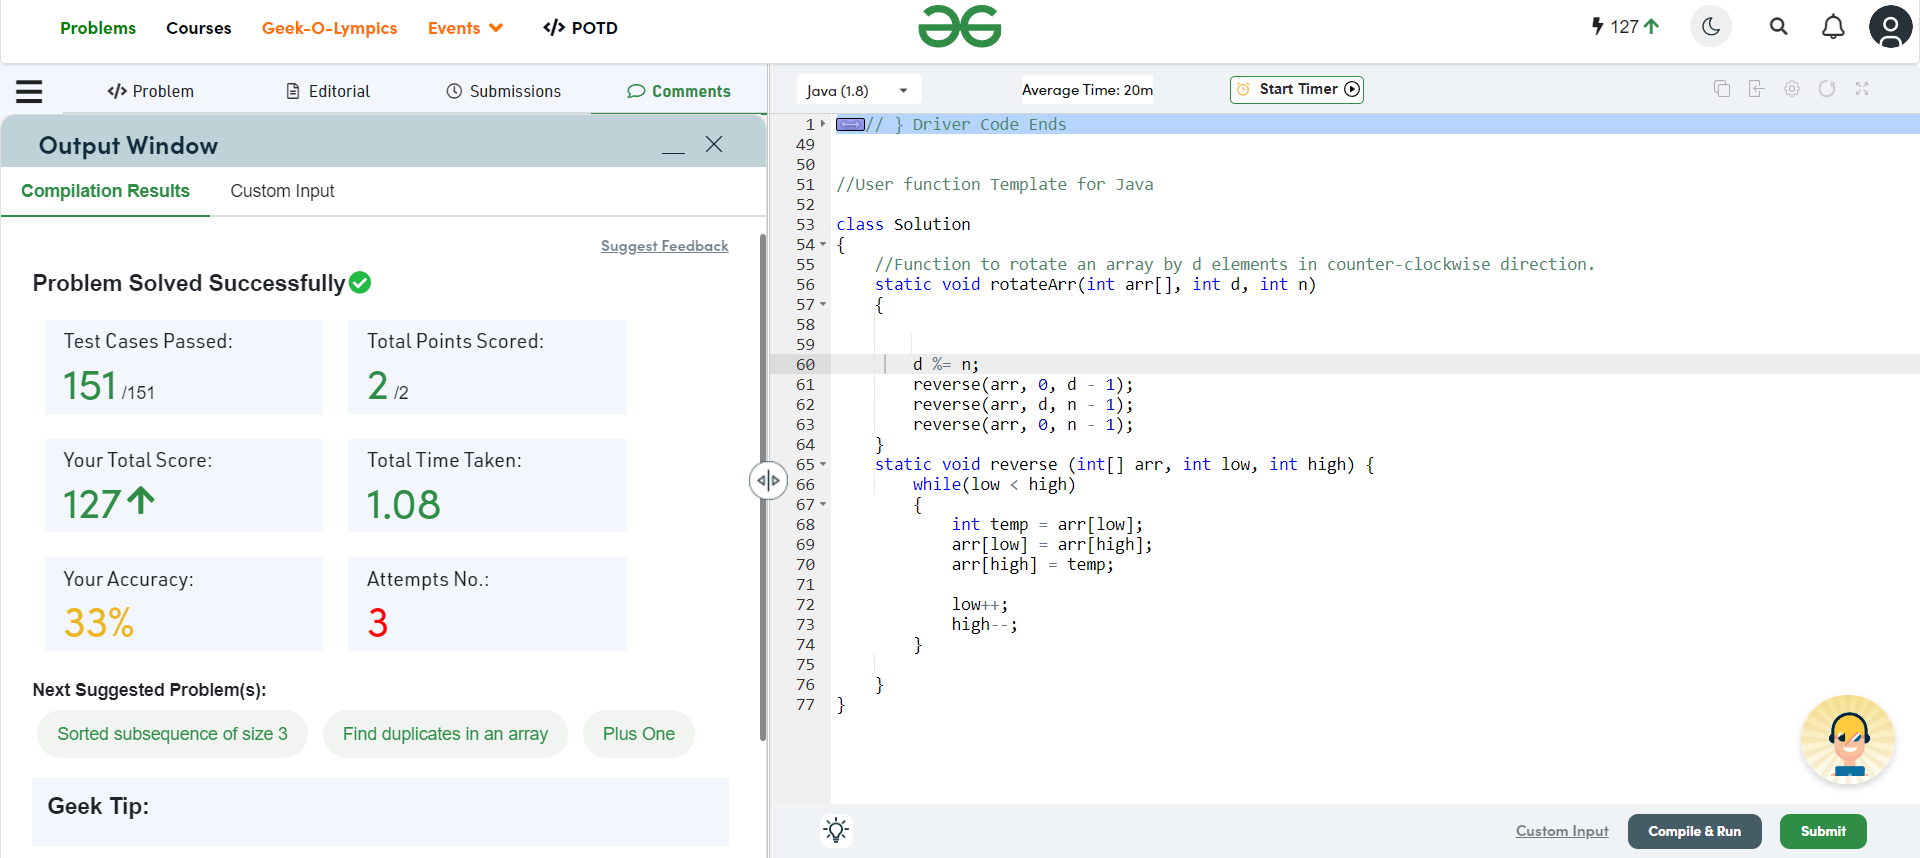 Problems Courses Geek-O-Lympics Events </> POTD
127
</> Problem Editorial Submissions Comments
Output Window
Compilation Results Custom Input
Suggest Feedback
Problem Solved Successfully
Test Cases Passed: Total Points Scored:
151 /151 2 /2
Your Total Score: Total Time Taken:
127 1.08
Your Accuracy: Attempts No.:
33% 3
Next Suggested Problem(s):
Sorted subsequence of size 3 Find duplicates in an array Plus One
Geek Tip:
Java (1.8) Average Time: 20m Start Timer
1 // } Driver Code Ends
49
50
51 //User function Template for Java
52
53 class Solution
54 {
55 //Function to rotate an array by d elements in counter-clockwise direction.
56 static void rotateArr(int arr[], int d, int n)
57 {
58
59
60 d %= n;
61 reverse(arr, 0, d - 1);
62 reverse(arr, d, n - 1);
63 reverse(arr, 0, n - 1);
64 }
65 static void reverse (int[] arr, int low, int high) {
66 while(low < high)
67 {
68 int temp = arr[low];
69 arr[low] = arr[high];
70 arr[high] = temp;
71
72 low++;
73 high--;
74 }
75
76 }
77 }
Custom Input Compile & Run Submit